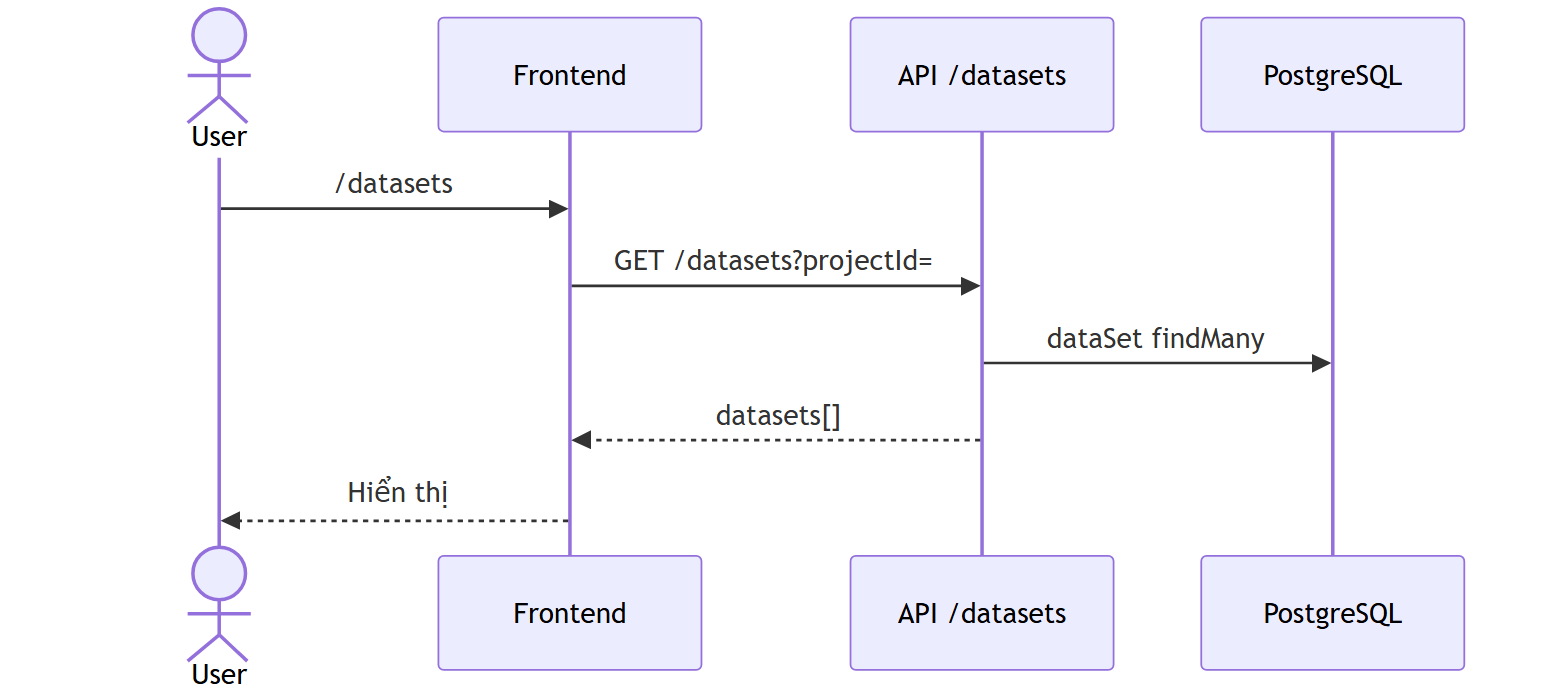 Frontend
API /datasets
PostgreSQL
User
/datasets
GET /datasets?projectId=
dataSet findMany
datasets[]
Hiển thị
Frontend
API /datasets
PostgreSQL
User